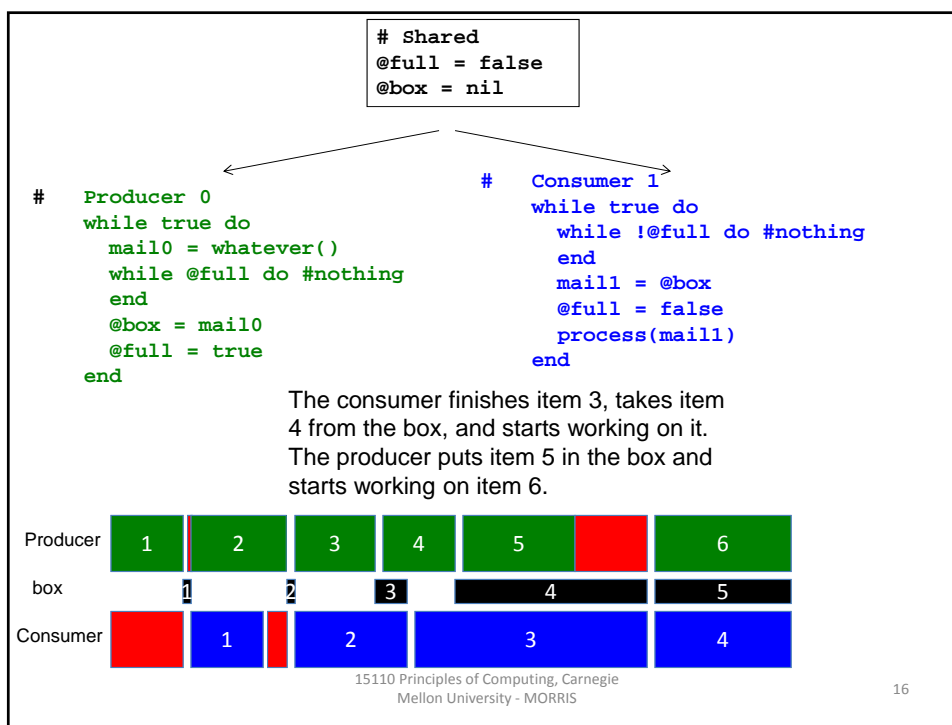 # Shared
@full = false
@box = nil
# Producer 0
while true do
mail0 = whatever()
while @full do #nothing
end
@box = mail0
@full = true
end
# Consumer 1
while true do
while !@full do #nothing
end
mail1 = @box
@full = false
process(mail1)
end
The consumer finishes item 3, takes item
4 from the box, and starts working on it.
The producer puts item 5 in the box and
starts working on item 6.
Producer 1 2 3 4 5 6
box 1 2 3 4 5
Consumer 1 2 3 4
15110 Principles of Computing, Carnegie
Mellon University - MORRIS
16